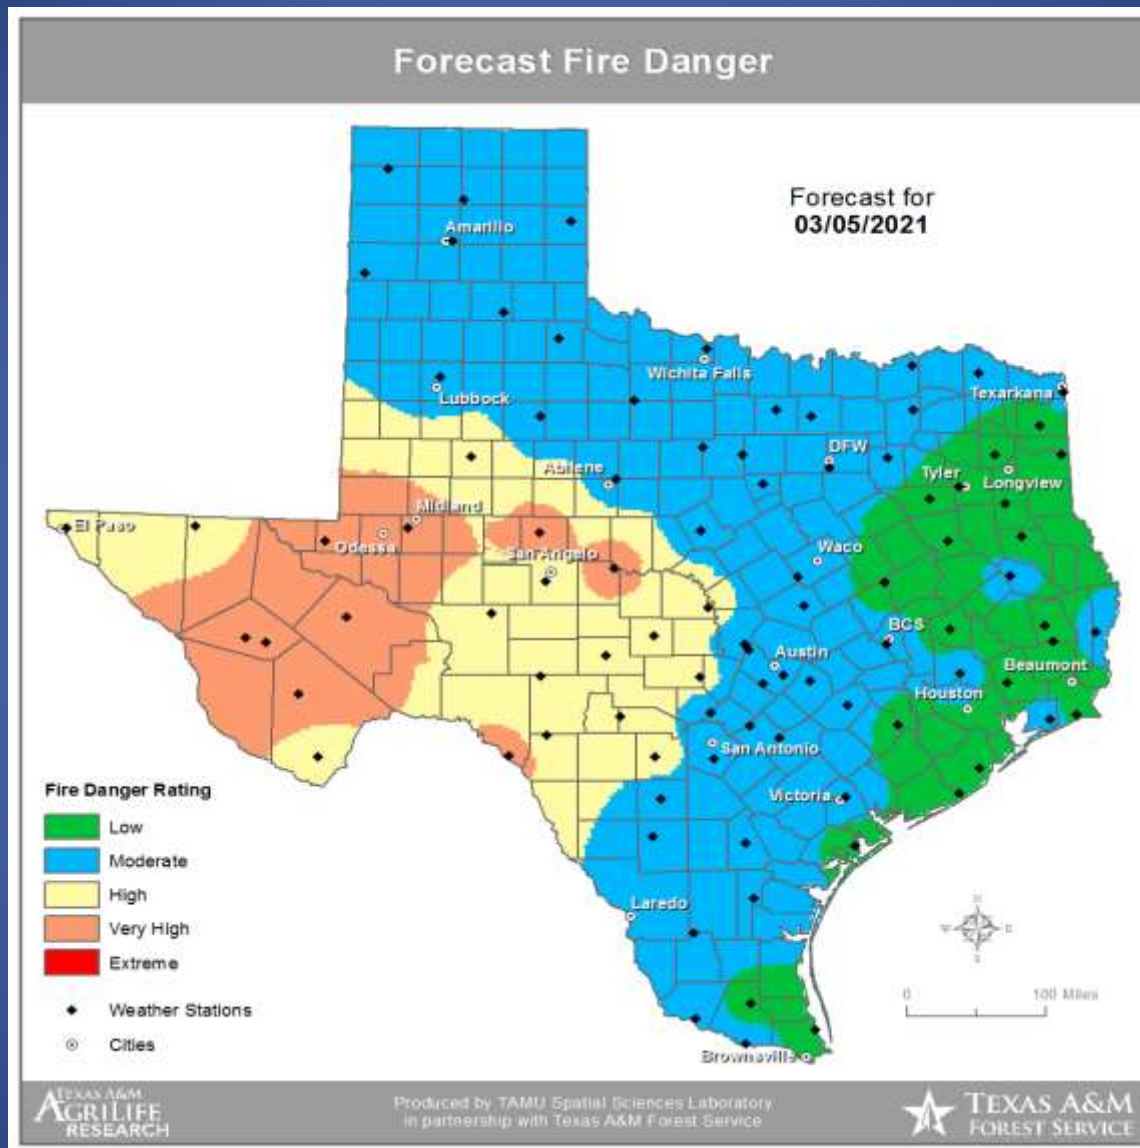 Forecast Fire Danger
Forecast for
03/05/2021
Amarillo
Wichita Falls
Lubbock
Texarkana
DFW
Abilene
Tyler
Longview
Midland
El Paso
Odessa
San Angelo
Waco
BCS
Austin
Beaumont
Houston
San Antonio
Victoria
Laredo
Brownsville
Fire Danger Rating
Low
Moderate
High
Very High
Extreme
Weather Stations
Cities
N
W E
S
0 100 Miles
TEXAS A&M
AGRILIFE
RESEARCH
Produced by TAMU Spatial Sciences Laboratory
in partnership with Texas A&M Forest Service
TEXAS A&M
FOREST SERVICE